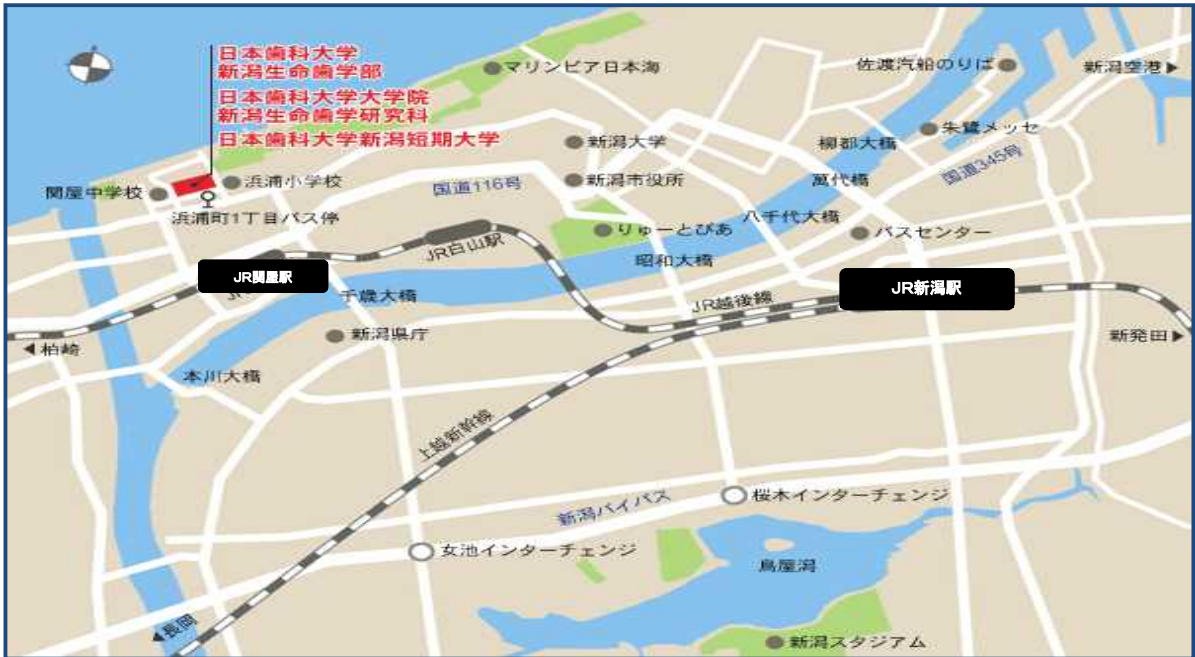 日本歯科大学
新潟生命歯学部
日本歯科大学大学院
新潟生命歯学研究科
日本歯科大学新潟短期大学
マリンピア日本海
佐渡汽船のりば
新潟空港▶
朱鷺メッセ
新潟大学
柳都大橋
国道345号
関屋中学校
浜浦小学校
国道116号
新潟市役所
萬代橋
浜浦町1丁目バス停
八千代大橋
りゅーとぴあ
バスセンター
JR白山駅
昭和大橋
JR関屋駅
JR新潟駅
千歳大橋
JR越後線
新潟県庁
新発田▶
◀柏崎
本川大橋
上越新幹線
新潟バイパス
桜木インターチェンジ
女池インターチェンジ
鳥屋潟
▲長岡
新潟スタジアム